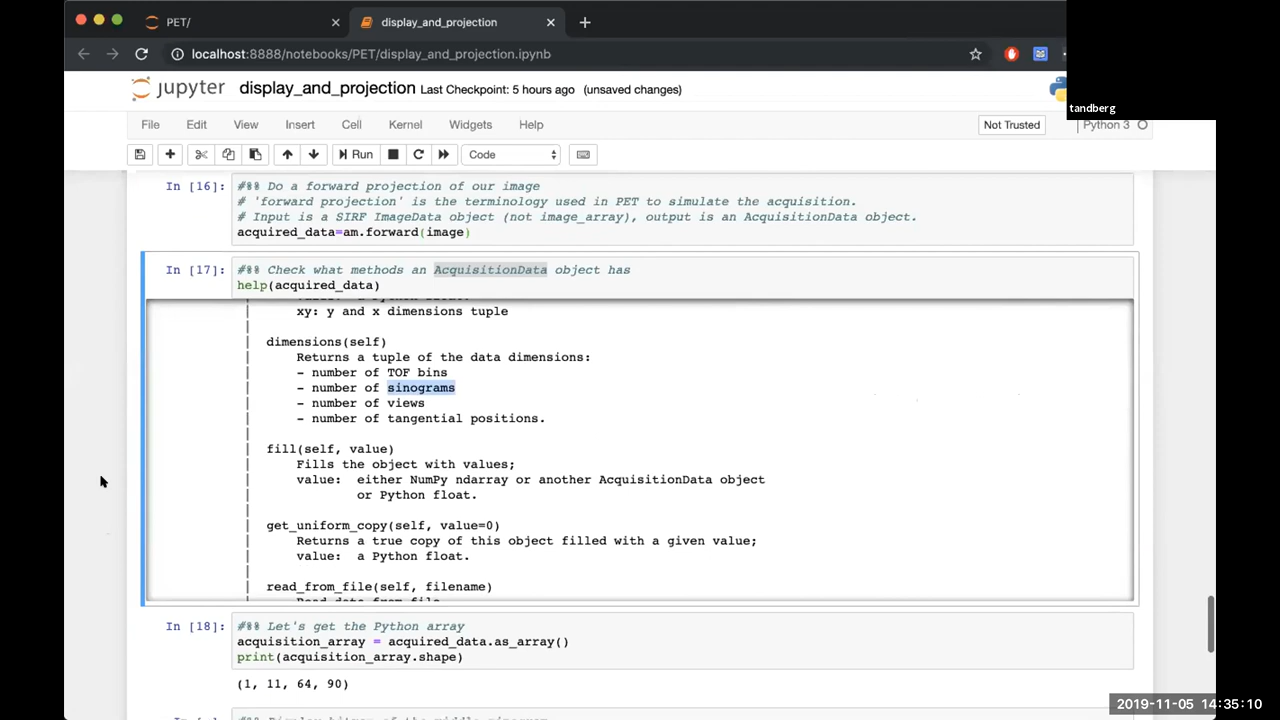 PET/
display_and_projection
localhost:8888/notebooks/PET/display_and_projection.ipynb
tandberg
jupyter display_and_projection Last Checkpoint: 5 hours ago (unsaved changes)
File Edit View Insert Cell Kernel Widgets Help Not Trusted Python 3
Run Code
In [16]: #%% Do a forward projection of our image
# 'forward projection' is the terminology used in PET to simulate the acquisition.
# Input is a SIRF ImageData object (not image_array), output is an AcquisitionData object.
acquired_data=am.forward(image)
In [17]: #%% Check what methods an AcquisitionData object has
help(acquired_data)
xy: y and x dimensions tuple
dimensions(self)
Returns a tuple of the data dimensions:
- number of TOF bins
- number of sinograms
- number of views
- number of tangential positions.
fill(self, value)
Fills the object with values;
value: either NumPy ndarray or another AcquisitionData object
or Python float.
get_uniform_copy(self, value=0)
Returns a true copy of this object filled with a given value;
value: a Python float.
read_from_file(self, filename)
In [18]: #%% Let's get the Python array
acquisition_array = acquired_data.as_array()
print(acquisition_array.shape)
(1, 11, 64, 90)
2019-11-05 14:35:10